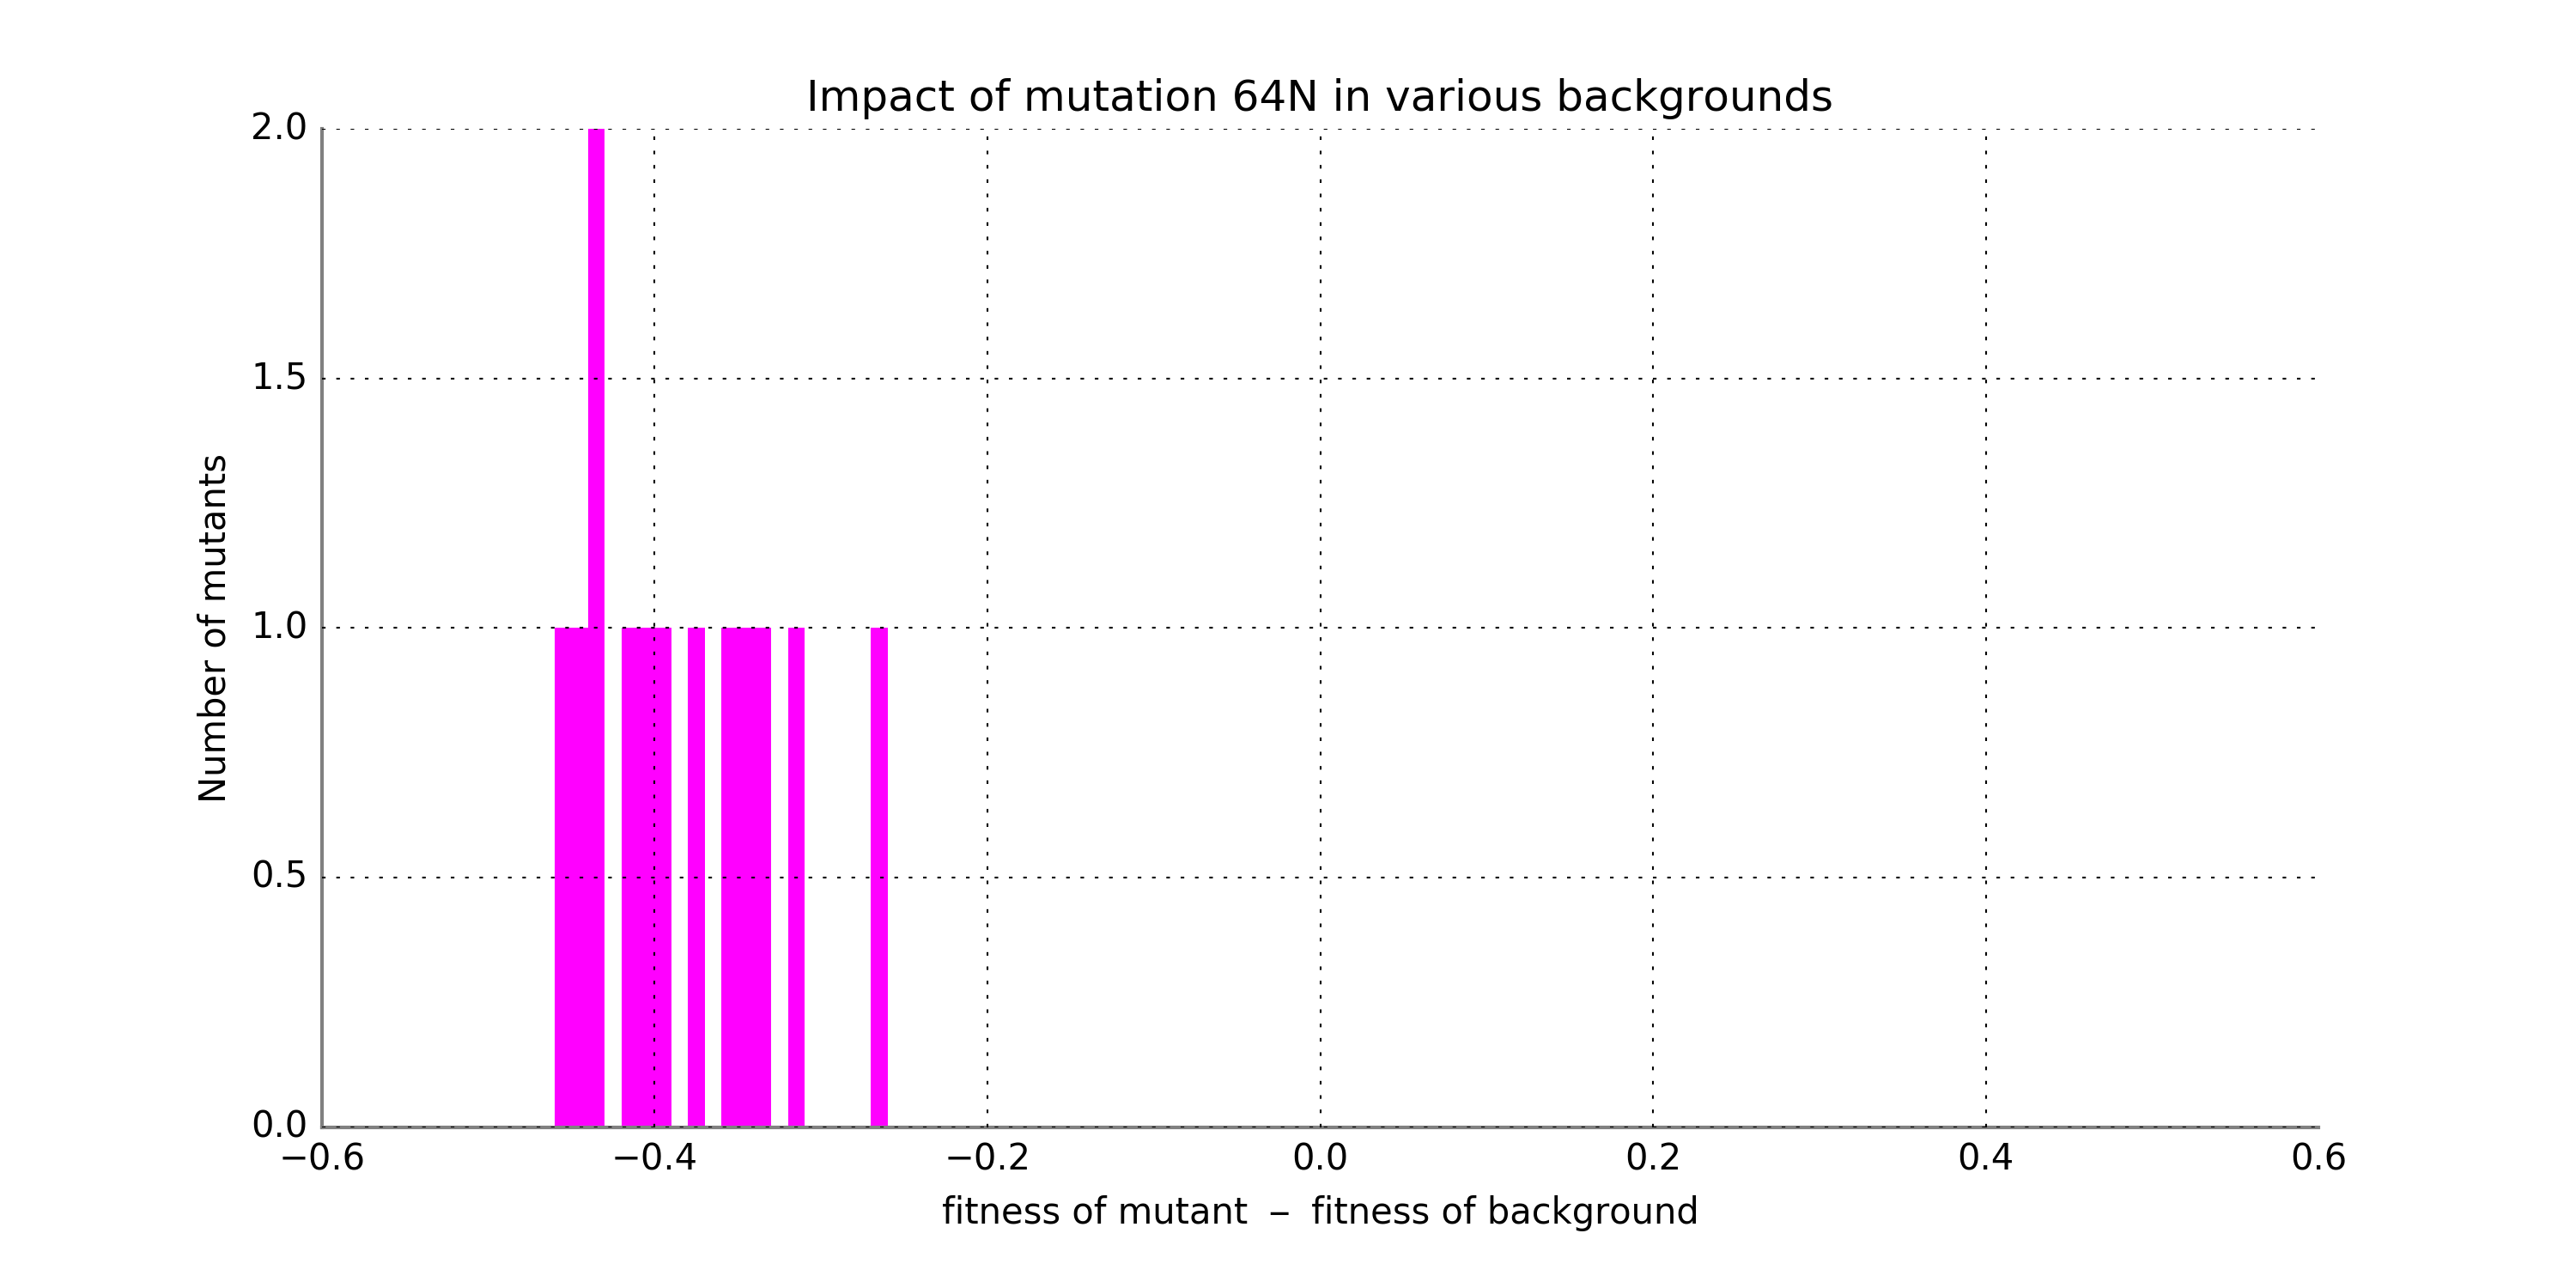 Impact of mutation 64N in various backgrounds
2.0
1.5
1.0
0.5
0.0
Number of mutants
−0.6 −0.4 −0.2 0.0 0.2 0.4 0.6
fitness of mutant − fitness of background